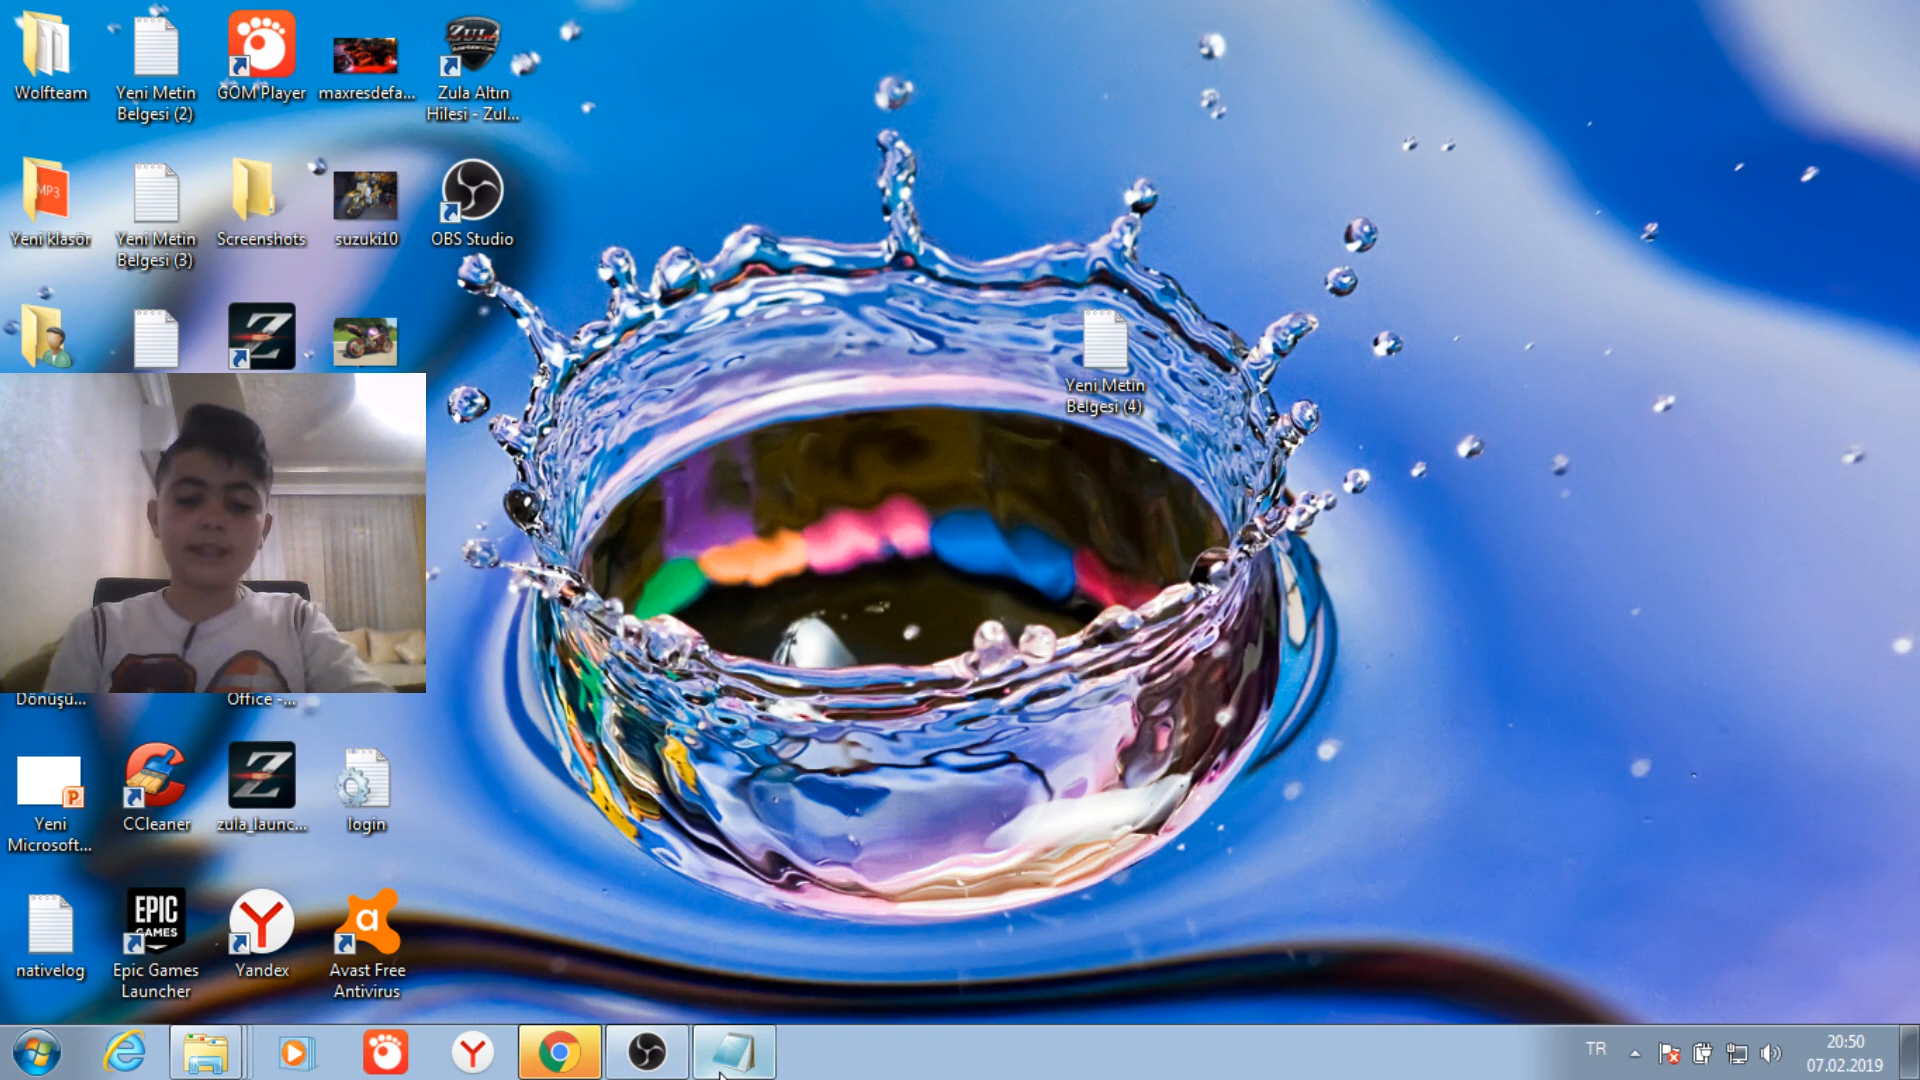 Wolfteam
Yeni Metin
Belgesi (2)
GOM Player
maxresdefa...
ZULA
Zula Altın
Hilesi - Zul...
MP3
Yeni klasör
Yeni Metin
Belgesi (3)
Screenshots
suzuki10
OBS Studio
Yeni Metin
Belgesi (4)
Dönüşü...
Office -...
Yeni
Microsoft...
CCleaner
zula_launc...
login
nativelog
EPIC
GAMES
Epic Games
Launcher
Yandex
Avast Free
Antivirus
TR
20:50
07.02.2019